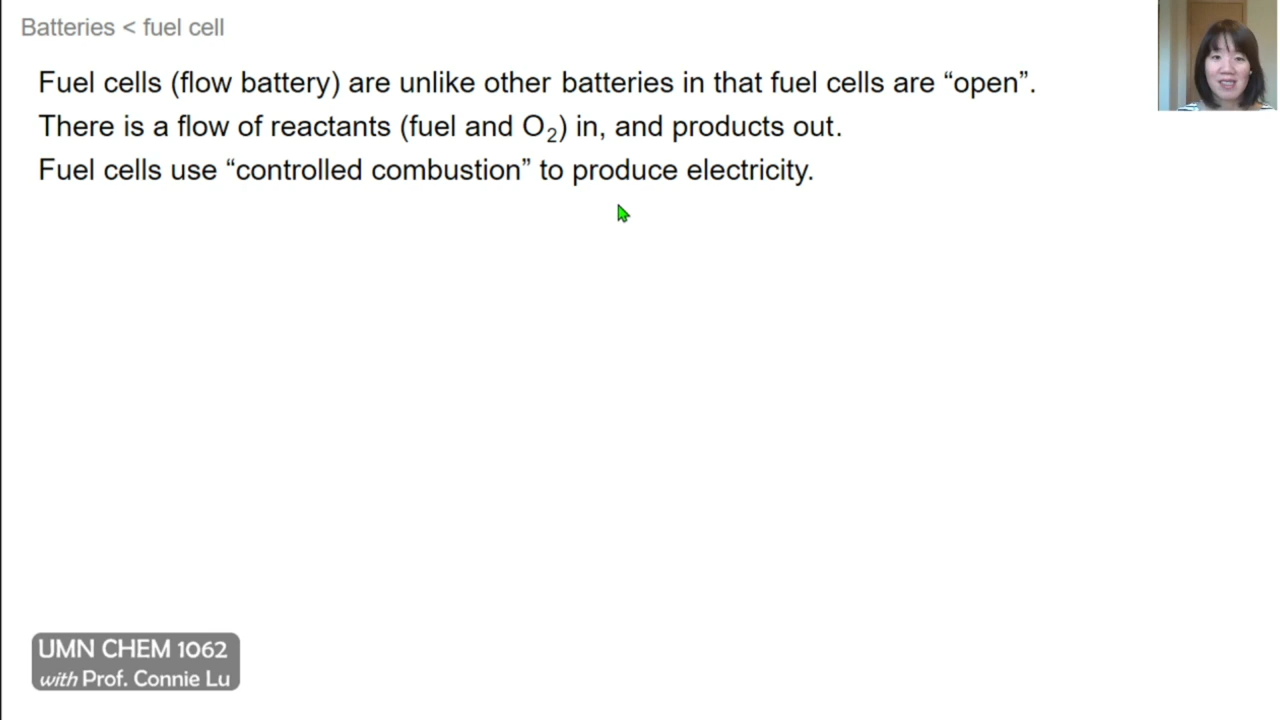 Batteries < fuel cell
Fuel cells (flow battery) are unlike other batteries in that fuel cells are “open”.
There is a flow of reactants (fuel and O₂) in, and products out.
Fuel cells use “controlled combustion” to produce electricity.
UMN CHEM 1062
with Prof. Connie Lu